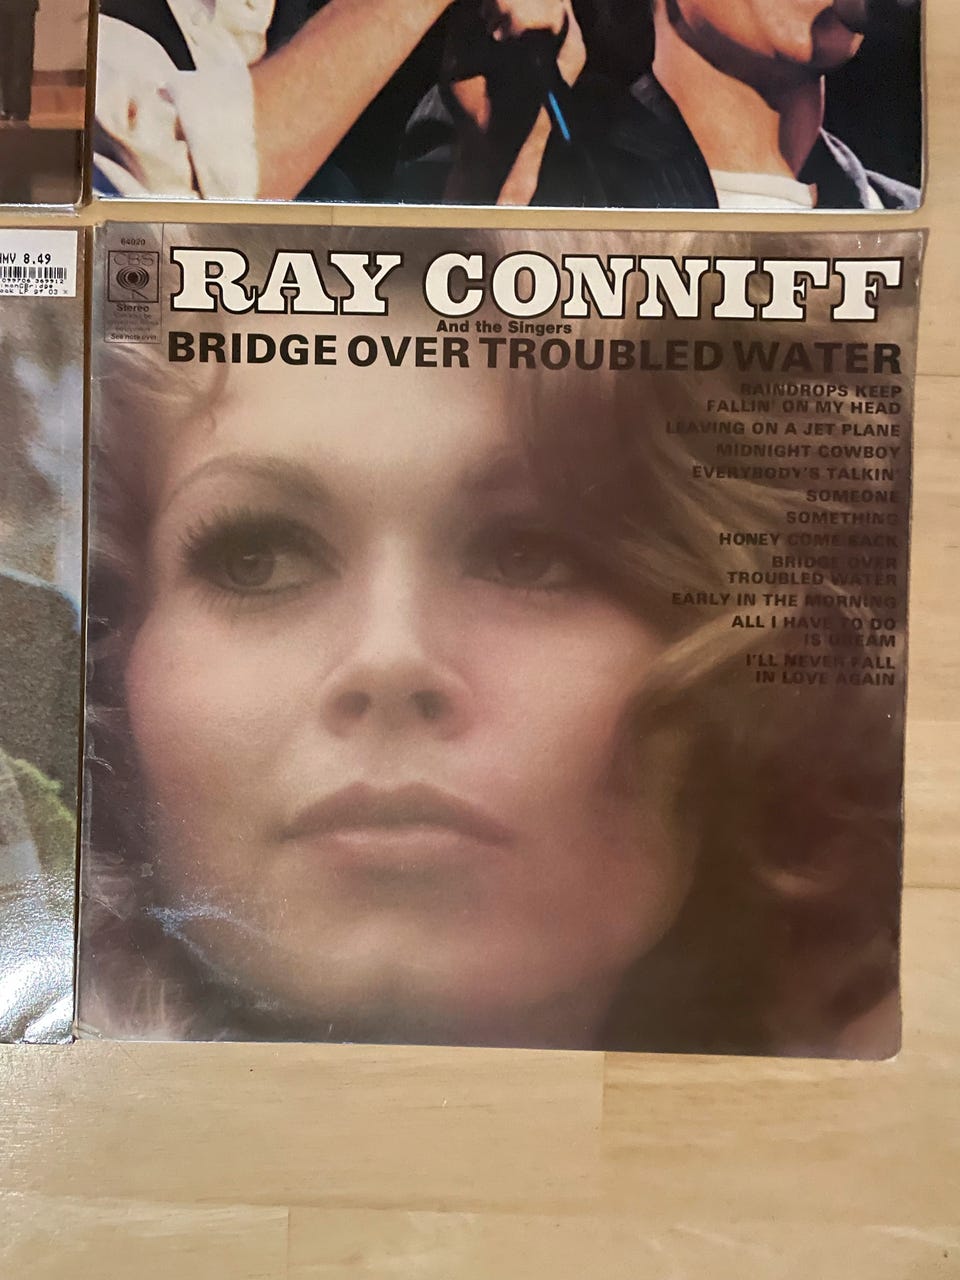 HMV 8.49
64020
CBS
Stereo
See note over
RAY CONNIFF
And the Singers
BRIDGE OVER TROUBLED WATER
RAINDROPS KEEP
FALLIN' ON MY HEAD
LEAVING ON A JET PLANE
MIDNIGHT COWBOY
EVERYBODY'S TALKIN'
SOMEONE
SOMETHING
HONEY COME BACK
BRIDGE OVER
TROUBLED WATER
EARLY IN THE MORNING
ALL I HAVE TO DO
IS DREAM
I'LL NEVER FALL
IN LOVE AGAIN